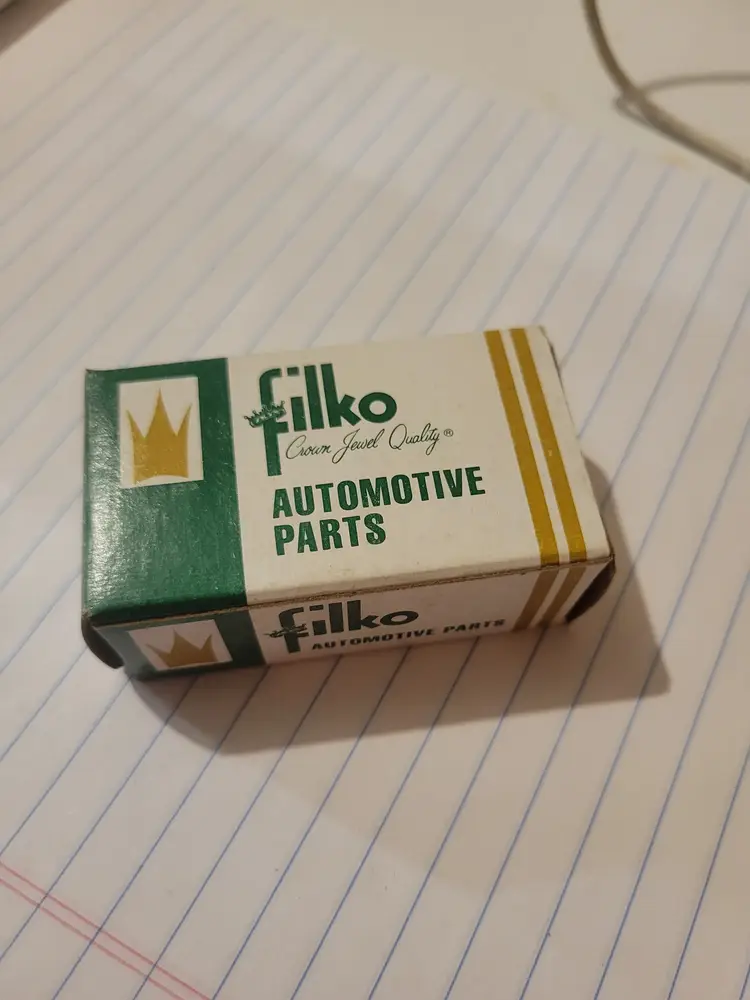 filko
Crown Jewel Quality®
AUTOMOTIVE
PARTS
filko
AUTOMOTIVE PARTS